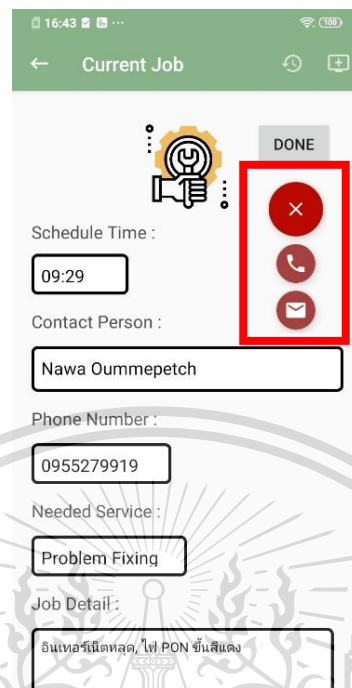 16:43 ···
100
Current Job
DONE
Schedule Time :
09:29
Contact Person :
Nawa Oummepetch
Phone Number :
0955279919
Needed Service :
Problem Fixing
Job Detail :
อินเทอร์เน็ตหลุด, ไฟ PON ขึ้นสีแดง